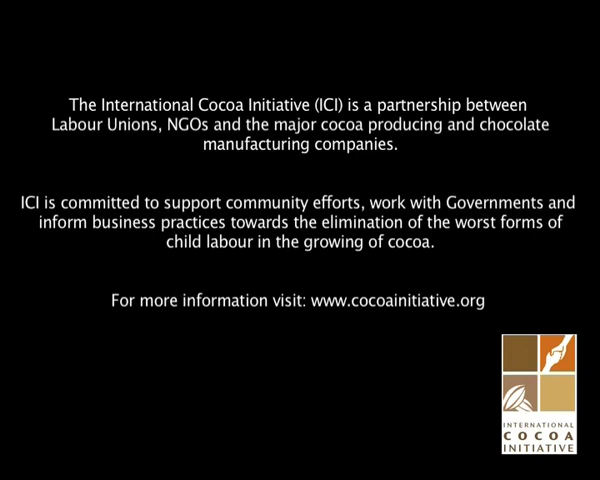 The International Cocoa Initiative (ICI) is a partnership between
Labour Unions, NGOs and the major cocoa producing and chocolate
manufacturing companies.
ICI is committed to support community efforts, work with Governments and
inform business practices towards the elimination of the worst forms of
child labour in the growing of cocoa.
For more information visit: www.cocoainitiative.org
INTERNATIONAL
COCOA
INITIATIVE